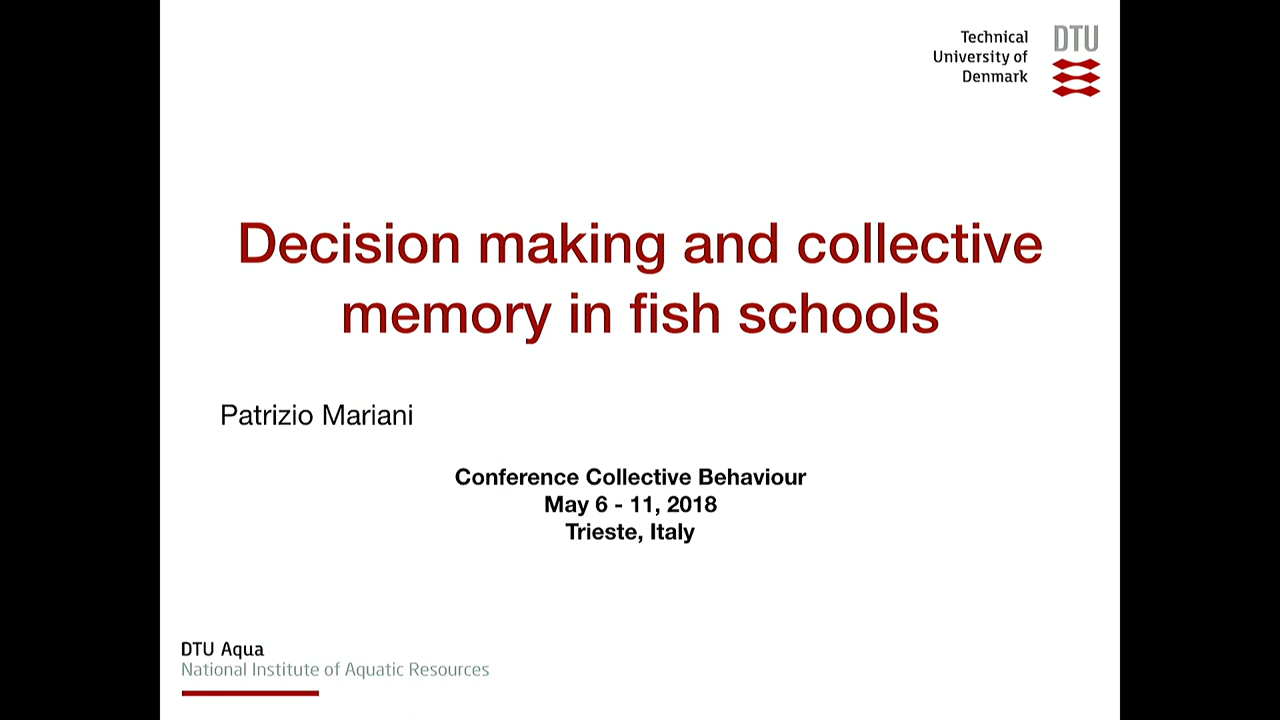 Technical
University of
Denmark
DTU
Decision making and collective
memory in fish schools
Patrizio Mariani
Conference Collective Behaviour
May 6 - 11, 2018
Trieste, Italy
DTU Aqua
National Institute of Aquatic Resources